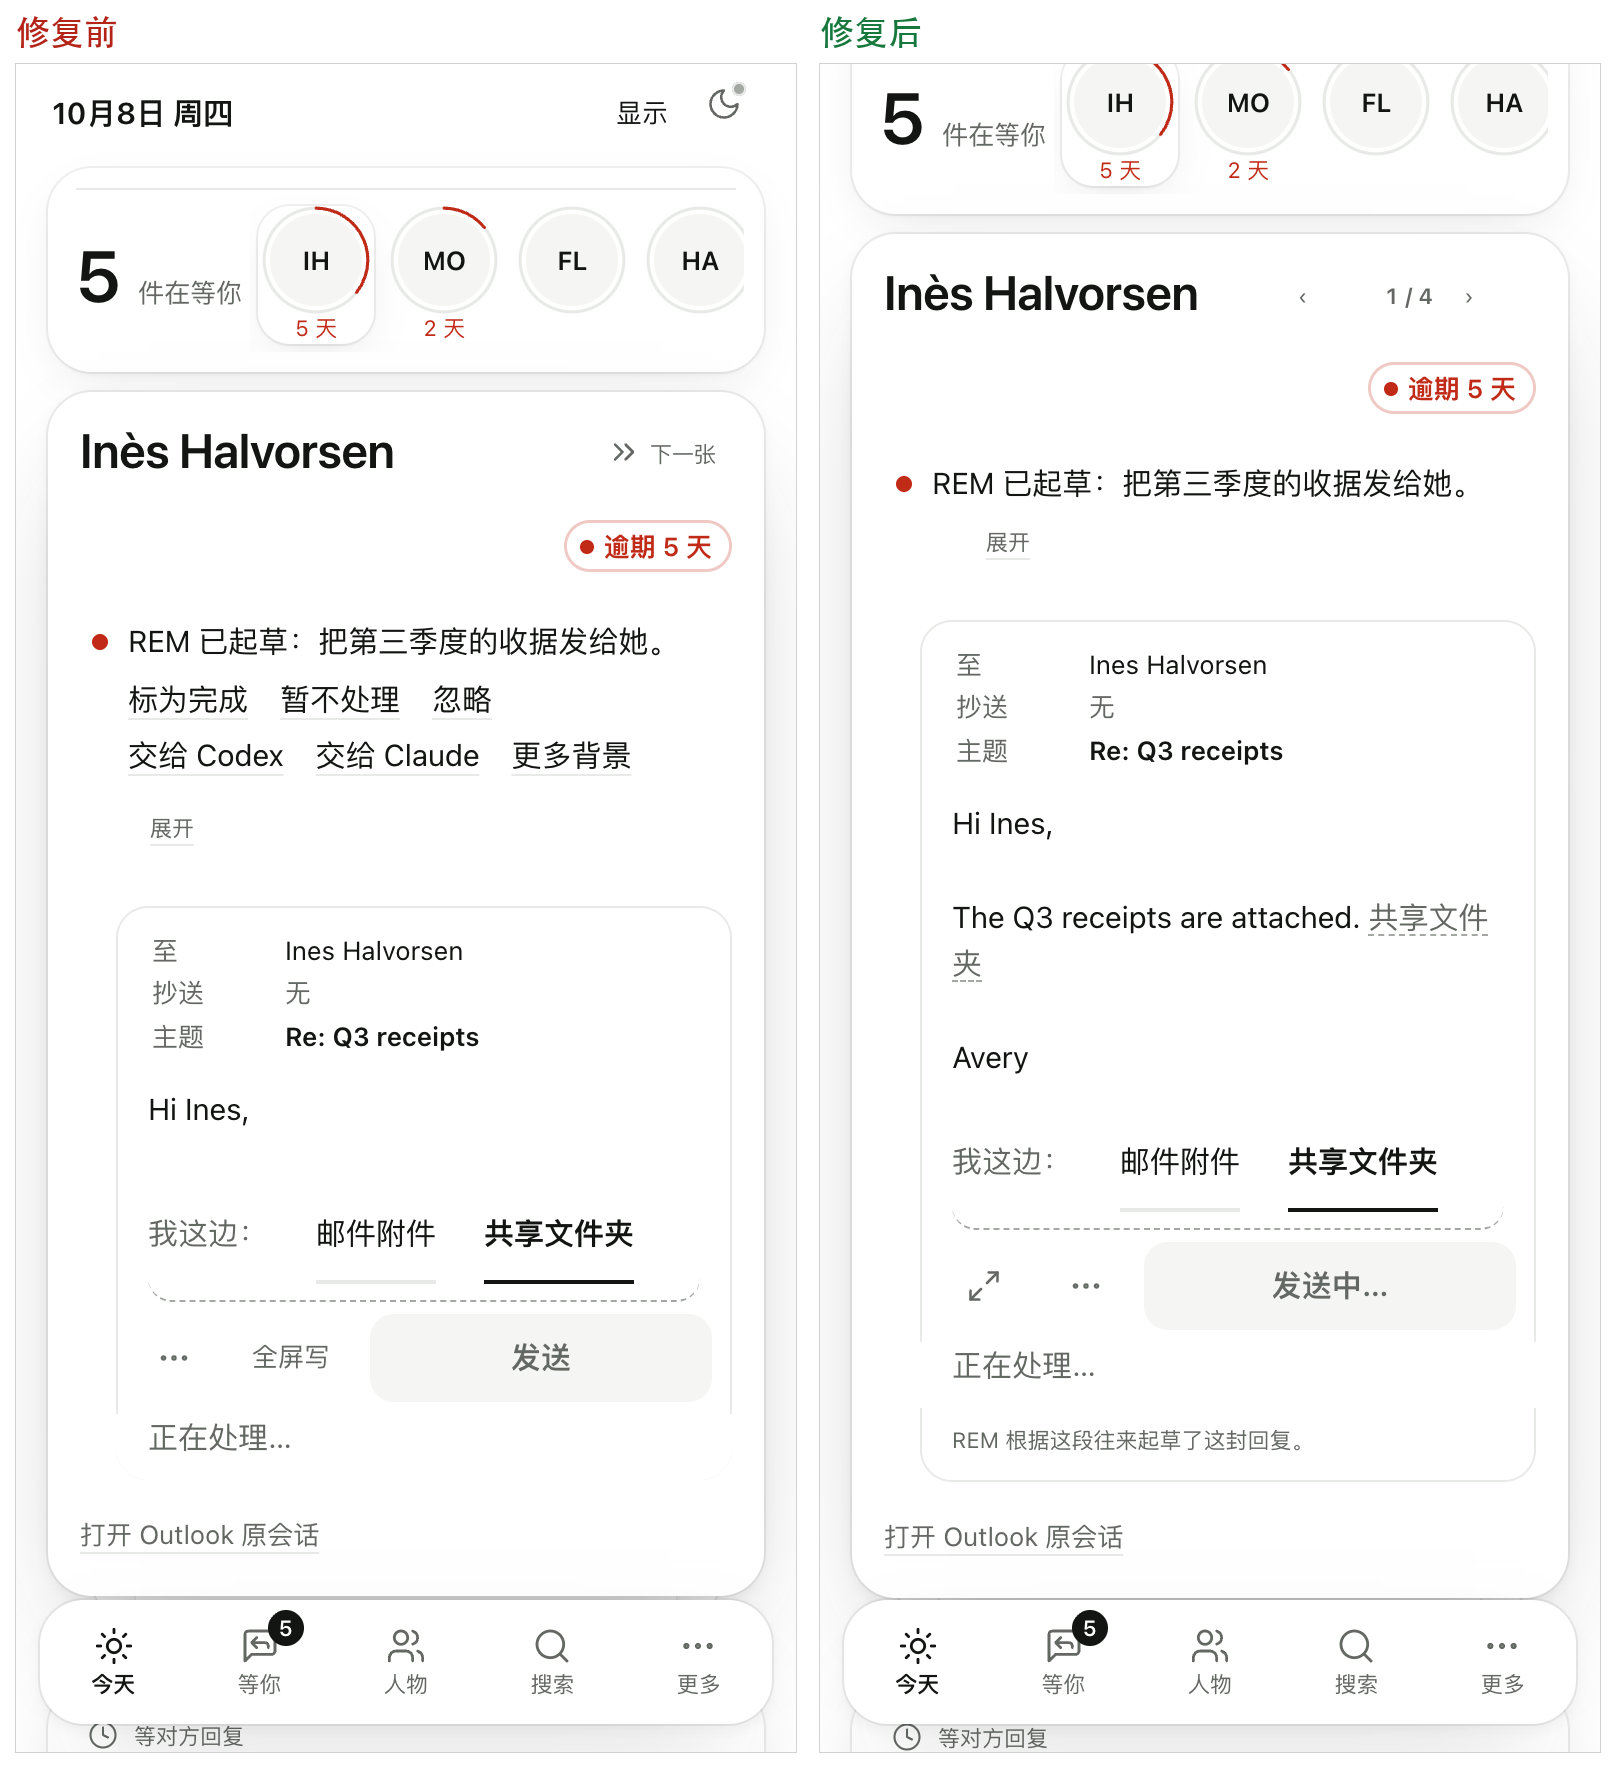 修复前
10月8日 周四
显示
5 件在等你
IH
MO
FL
HA
5 天
2 天
Inès Halvorsen
下一张
逾期 5 天
REM 已起草：把第三季度的收据发给她。
标为完成 暂不处理 忽略
交给 Codex 交给 Claude 更多背景
展开
至 Ines Halvorsen
抄送 无
主题 Re: Q3 receipts
Hi Ines,
我这边： 邮件附件 共享文件夹
全屏写 发送
正在处理...
打开 Outlook 原会话
5
今天 等你 人物 搜索 更多
等对方回复
修复后
5 件在等你
IH
MO
FL
HA
5 天
2 天
Inès Halvorsen
‹ 1 / 4 ›
逾期 5 天
REM 已起草：把第三季度的收据发给她。
展开
至 Ines Halvorsen
抄送 无
主题 Re: Q3 receipts
Hi Ines,
The Q3 receipts are attached. 共享文件
夹
Avery
我这边： 邮件附件 共享文件夹
发送中...
正在处理...
REM 根据这段往来起草了这封回复。
打开 Outlook 原会话
5
今天 等你 人物 搜索 更多
等对方回复